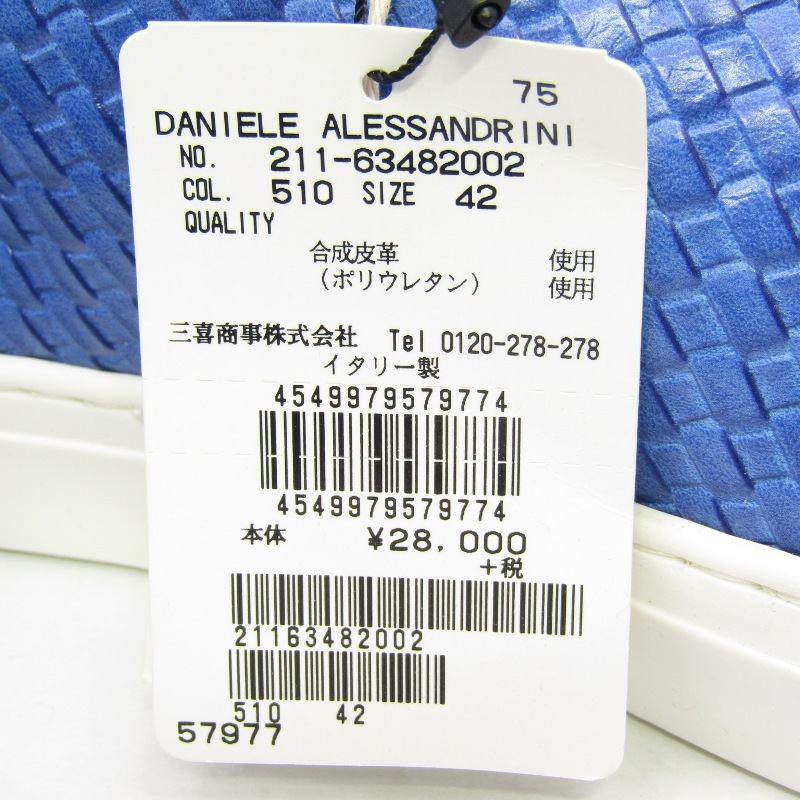 75
DANIELE ALESSANDRINI
NO. 211-63482002
COL. 510 SIZE 42
QUALITY
合成皮革 使用
(ポリウレタン) 使用
三喜商事株式会社 Tel 0120-278-278
イタリー製
4549979579774
4549979579774
本体 ¥28,000
+税
21163482002
510 42
57977